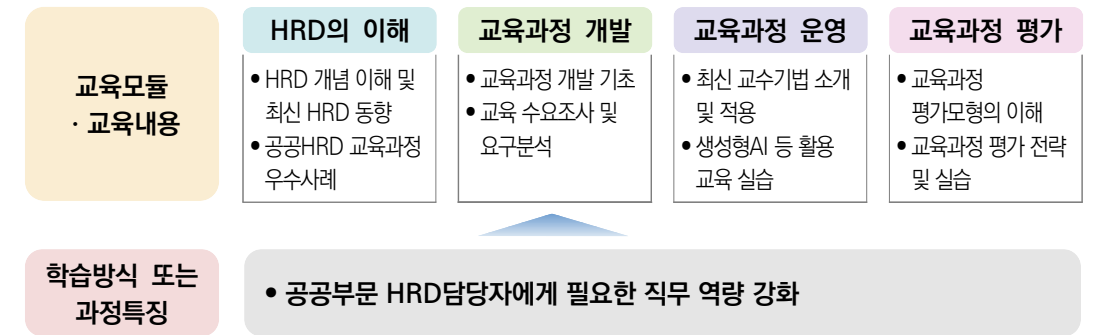 교육모듈
· 교육내용
HRD의 이해
• HRD 개념 이해 및
최신 HRD 동향
• 공공HRD 교육과정
우수사례
교육과정 개발
• 교육과정 개발 기초
• 교육 수요조사 및
요구분석
교육과정 운영
• 최신 교수기법 소개
및 적용
• 생성형AI 등 활용
교육 실습
교육과정 평가
• 교육과정
평가모형의 이해
• 교육과정 평가 전략
및 실습
학습방식 또는
과정특징
• 공공부문 HRD담당자에게 필요한 직무 역량 강화